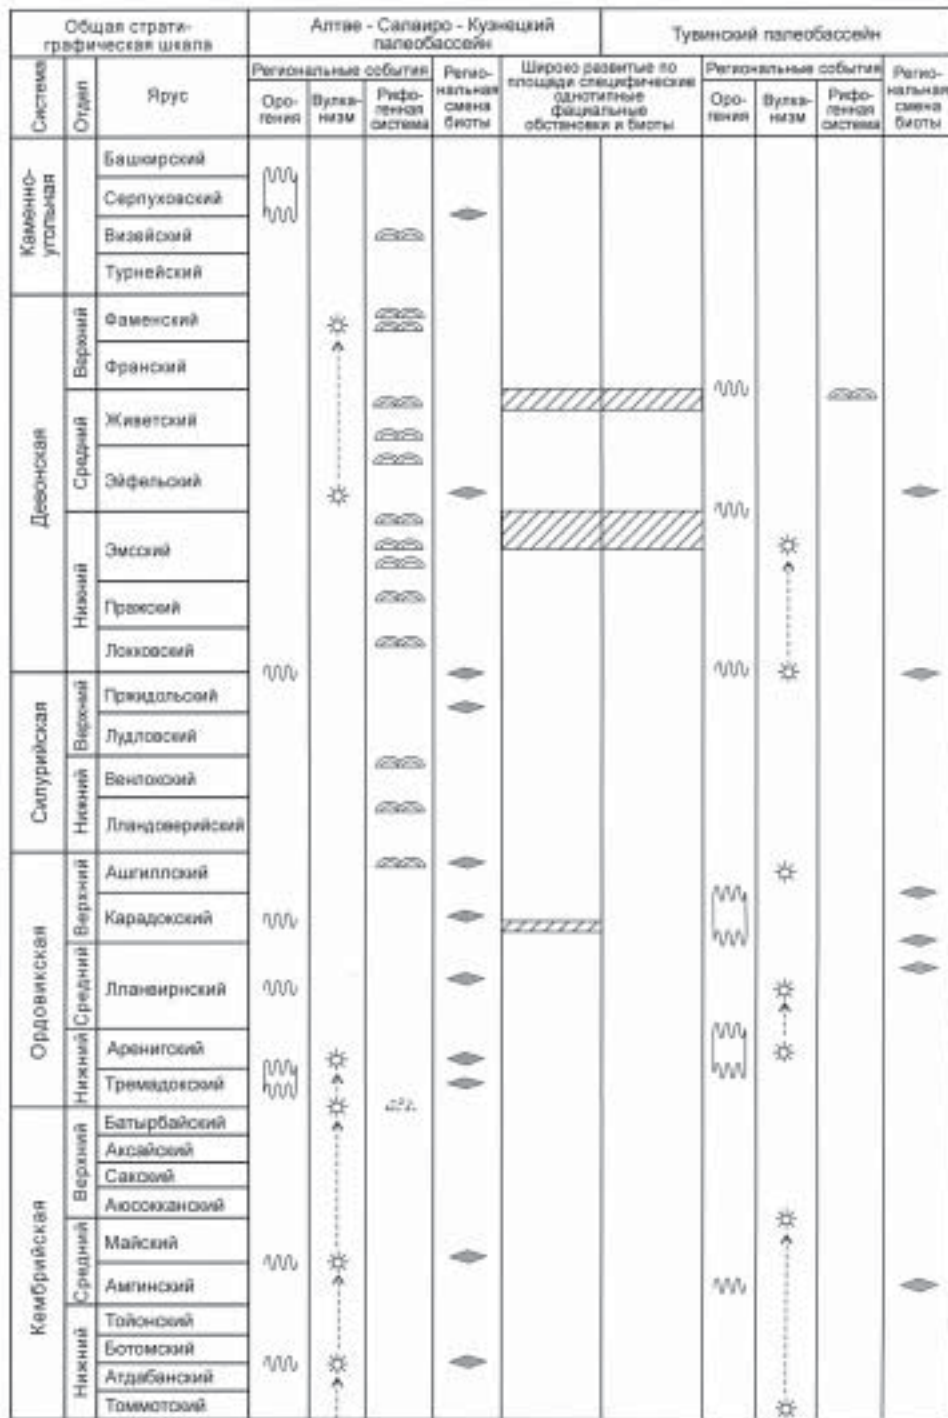 Общая страти-
графическая шкала
Алтае - Салаиро - Кузнецкий
палеобассейн
Тувинский палеобассейн
Система
Отдел
Ярус
Региональные события
Оро-
гения
Вулка-
низм
Рифо-
генная
система
Регио-
нальная
смена
биоты
Широко развитые по
площади специфические
однотипные
фациальные
обстановки и биоты
Региональные события
Оро-
гения
Вулка-
низм
Рифо-
генная
система
Регио-
нальная
смена
биоты
Каменно-
угольная
Башкирский
Серпуховский
Визейский
Турнейский
Девонская
Верхний
Фаменский
Франский
Средний
Живетский
Эйфельский
Нижний
Эмсский
Пражский
Локковский
Силурийская
Верхний
Пржидольский
Лудловский
Нижний
Венлокский
Лландоверийский
Ордовикская
Верхний
Ашгиллский
Карадокский
Средний
Лланвирнский
Нижний
Аренигский
Тремадокский
Кембрийская
Верхний
Батырбайский
Аксайский
Сакский
Аюсокканский
Средний
Майский
Амгинский
Нижний
Тойонский
Ботомский
Атдабанский
Томмотский